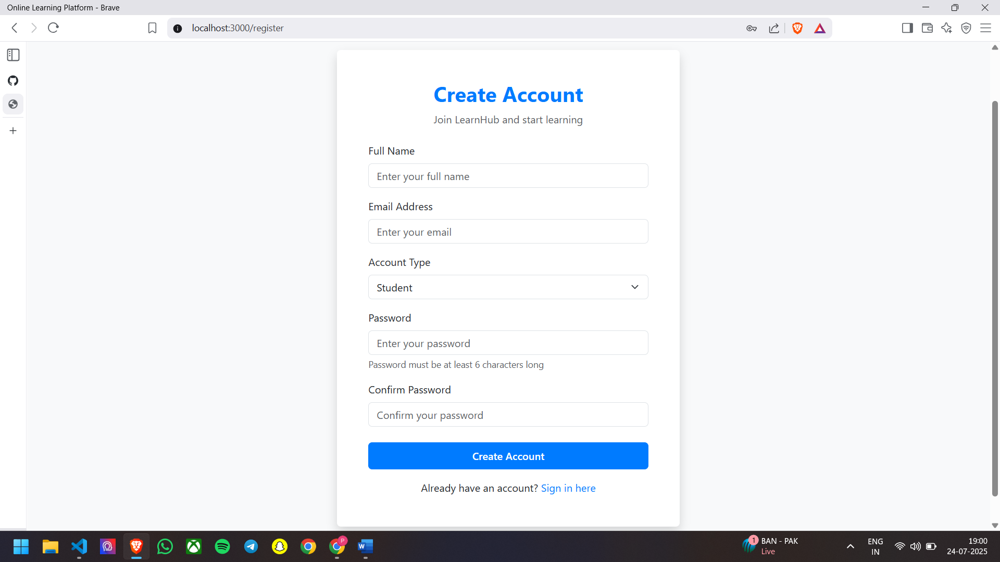 Online Learning Platform - Brave
localhost:3000/register
Create Account
Join LearnHub and start learning
Full Name
Enter your full name
Email Address
Enter your email
Account Type
Student
Password
Enter your password
Password must be at least 6 characters long
Confirm Password
Confirm your password
Create Account
Already have an account? Sign in here
P
W
1
BAN - PAK
Live
ENG
IN
19:00
24-07-2025